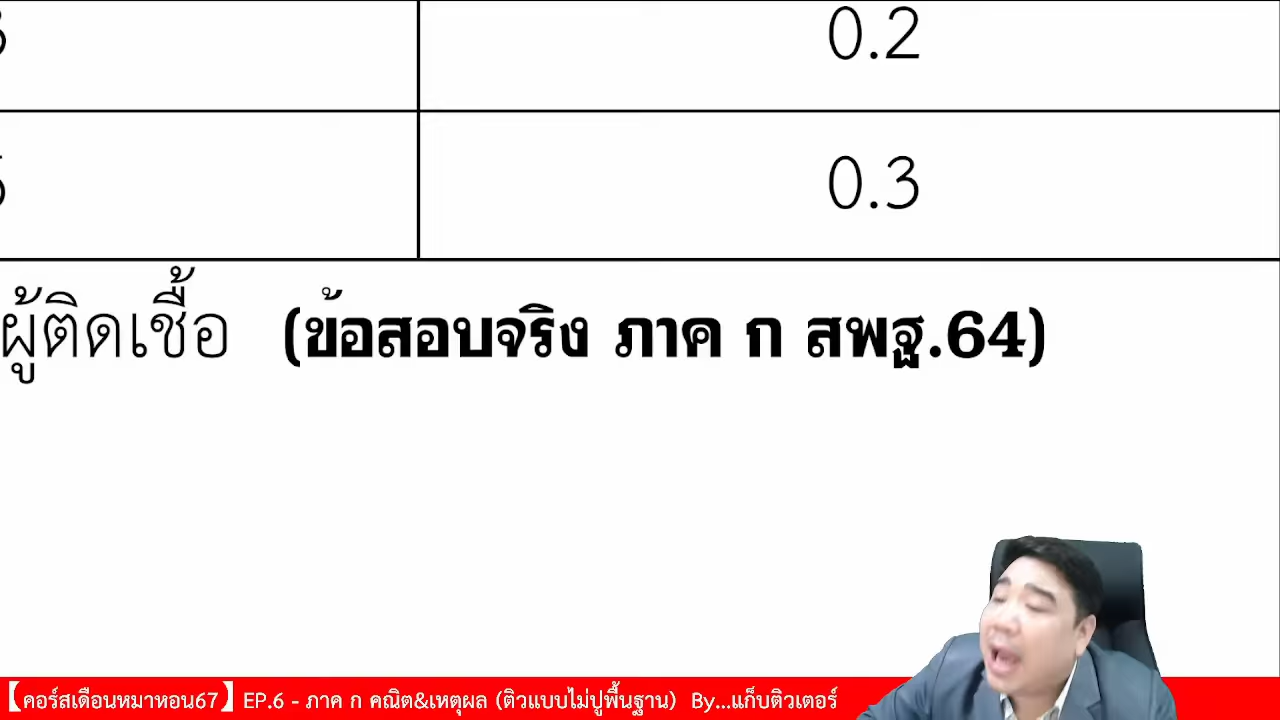 0.2
0.3
ผู้ติดเชื้อ (ข้อสอบจริง ภาค ก สพฐ.64)
【คอร์สเดือนหมาหอน67】 EP.6 - ภาค ก คณิต&เหตุผล (ติวแบบไม่ปูพื้นฐาน) By...แก็บติวเตอร์